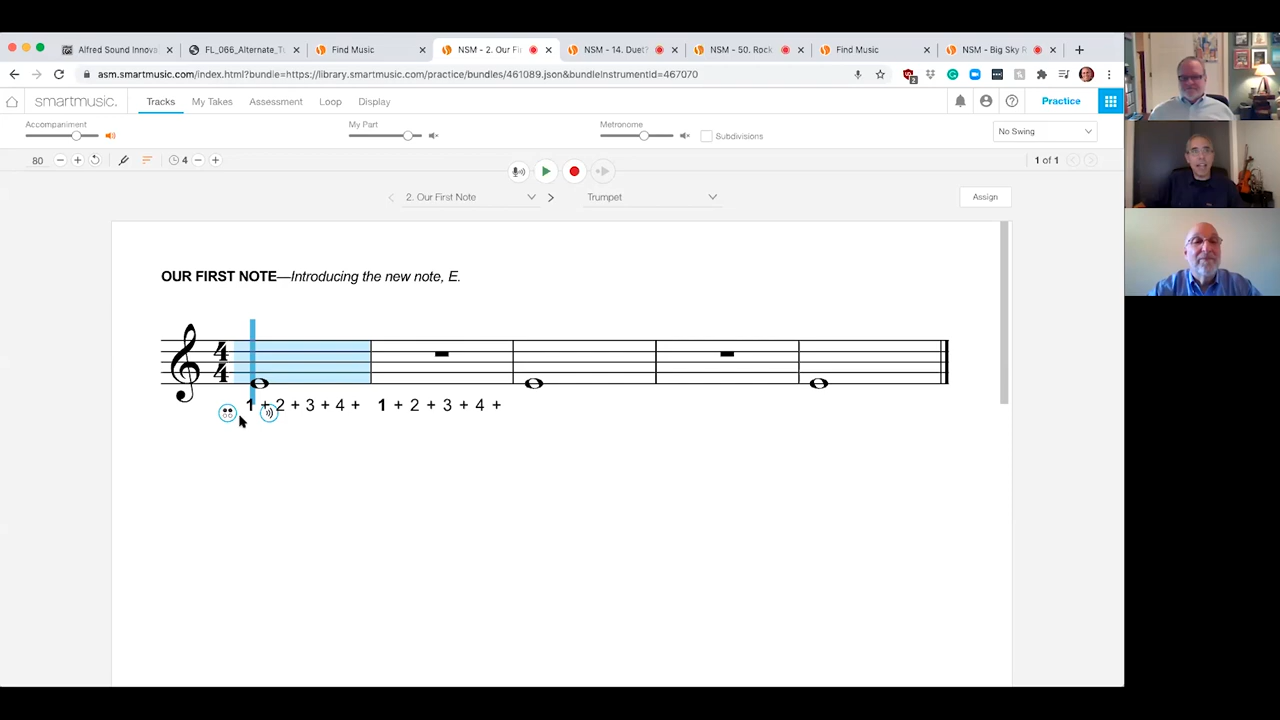 Alfred Sound Innova
FL_066_Alternate_Tw
Find Music
NSM - 2. Our Fi
NSM - 14. Duet?
NSM - 50. Rock
Find Music
NSM - Big Sky R
asm.smartmusic.com/index.html?bundle=https://library.smartmusic.com/practice/bundles/461089.json&bundleInstrumentId=467070
2
smartmusic.
Tracks
My Takes
Assessment
Loop
Display
Practice
Accompaniment
My Part
Metronome
Subdivisions
No Swing
80
4
1 of 1
2. Our First Note
Trumpet
Assign
OUR FIRST NOTE—Introducing the new note, E.
4
4
1 + 2 + 3 + 4 + 1 + 2 + 3 + 4 +